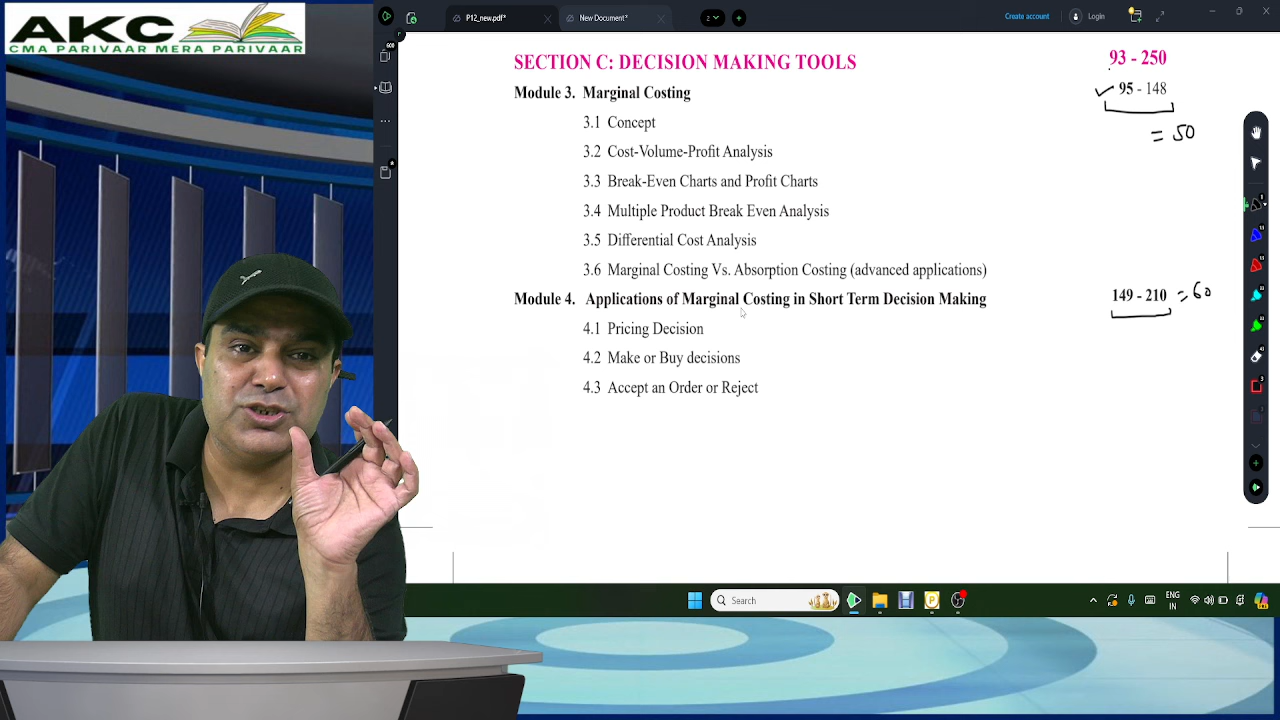 AKC
CMA PARIVAAR MERA PARIVAAR
P12_new.pdf*
New Document*
Create account
Login
SECTION C: DECISION MAKING TOOLS 93 - 250
Module 3. Marginal Costing 95 - 148
= 50
3.1 Concept
3.2 Cost-Volume-Profit Analysis
3.3 Break-Even Charts and Profit Charts
3.4 Multiple Product Break Even Analysis
3.5 Differential Cost Analysis
3.6 Marginal Costing Vs. Absorption Costing (advanced applications)
Module 4. Applications of Marginal Costing in Short Term Decision Making 149 - 210 = 60
4.1 Pricing Decision
4.2 Make or Buy decisions
4.3 Accept an Order or Reject
Search
ENG
IN